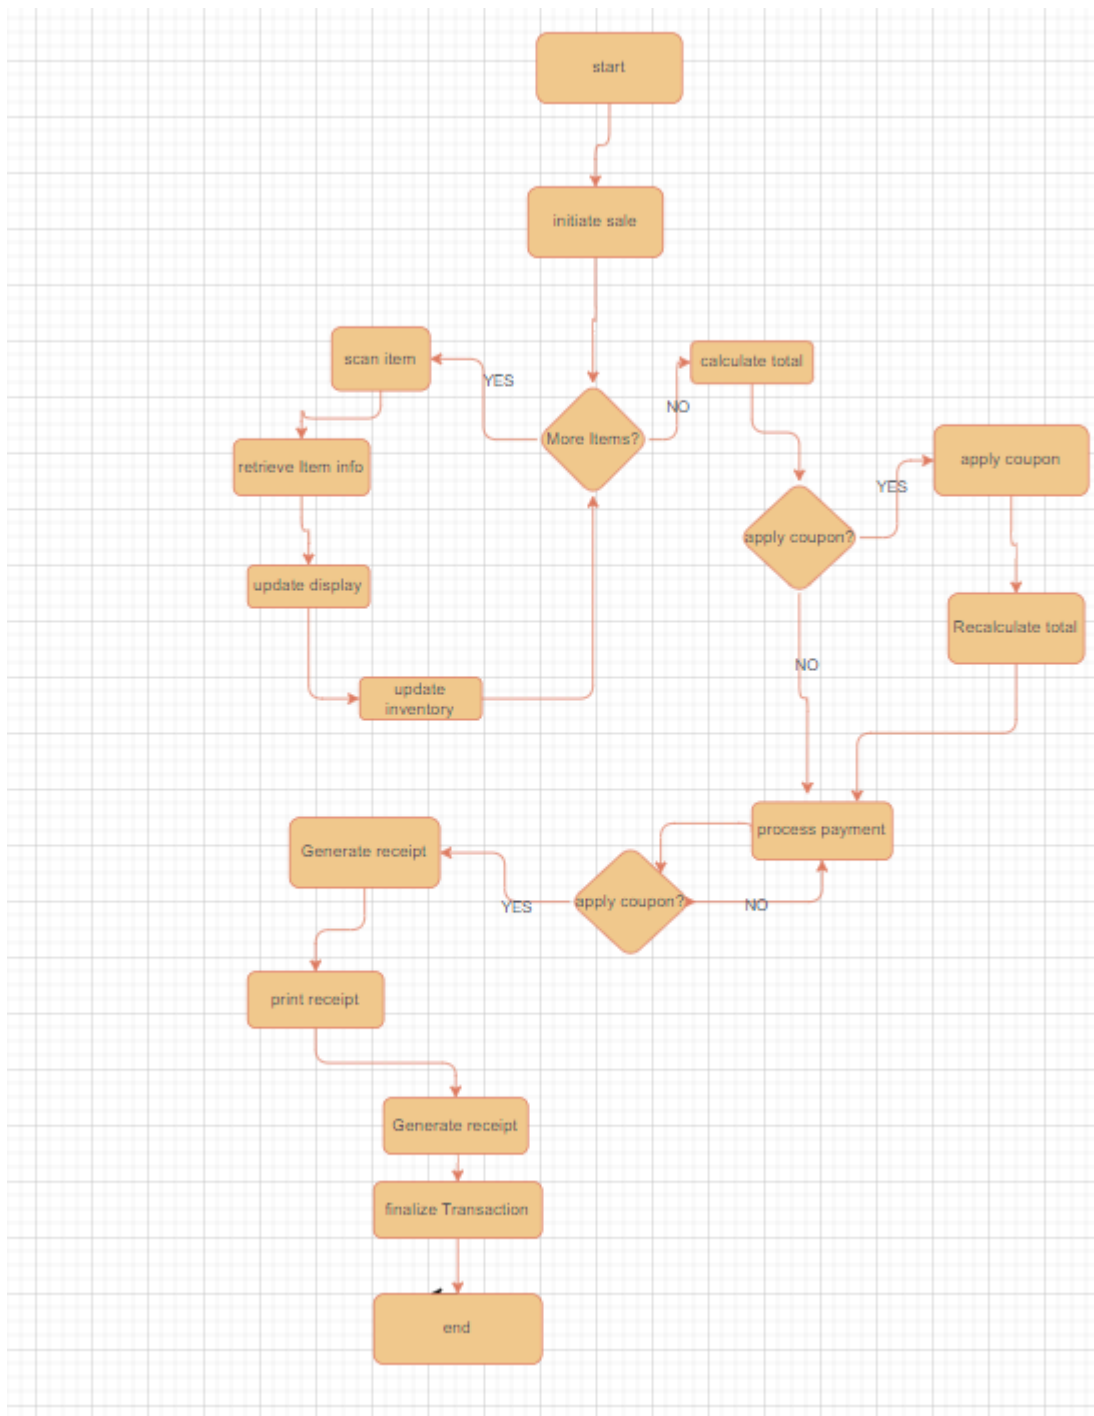 start
initiate sale
scan item
YES
More Items?
NO
calculate total
retrieve Item info
update display
update
inventory
apply coupon?
YES
apply coupon
Recalculate total
NO
process payment
apply coupon?
NO
YES
Generate receipt
print receipt
Generate receipt
finalize Transaction
end